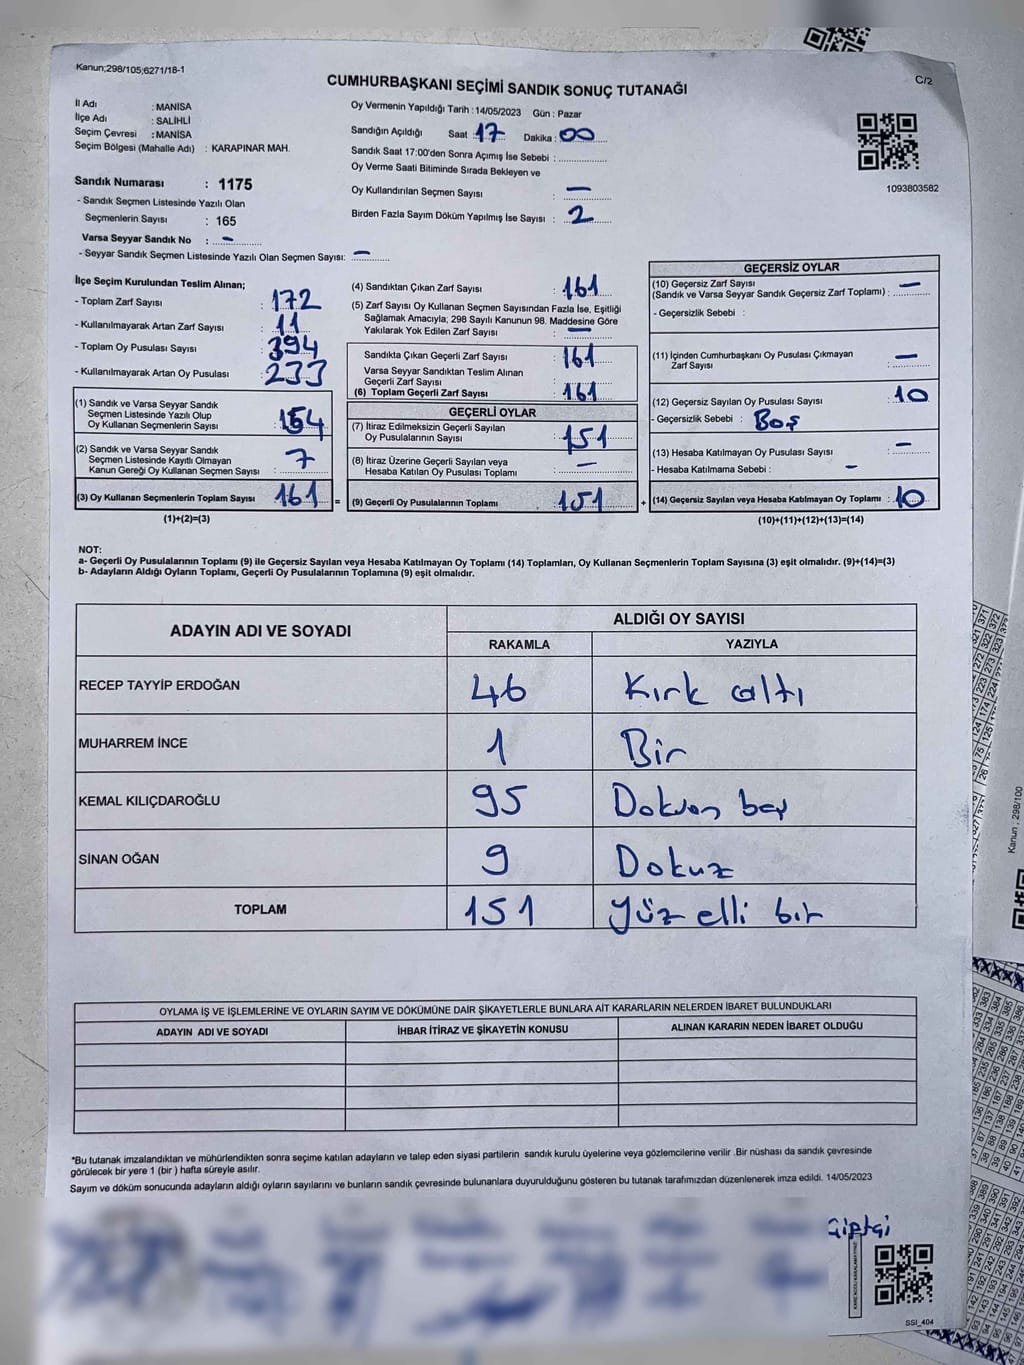 Kanun;298/105;6271/18-1
C/2
CUMHURBAŞKANI SEÇİMİ SANDIK SONUÇ TUTANAĞI
İl Adı : MANİSA
İlçe Adı : SALİHLİ
Seçim Çevresi : MANİSA
Seçim Bölgesi (Mahalle Adı) : KARAPINAR MAH.
Sandık Numarası : 1175
- Sandık Seçmen Listesinde Yazılı Olan
Seçmenlerin Sayısı : 165
Varsa Seyyar Sandık No : –
- Seyyar Sandık Seçmen Listesinde Yazılı Olan Seçmen Sayısı: –
Oy Vermenin Yapıldığı Tarih : 14/05/2023 Gün : Pazar
Sandığın Açıldığı Saat : 17 Dakika : 00
Sandık Saat 17:00'den Sonra Açımış İse Sebebi :
Oy Verme Saati Bitiminde Sırada Bekleyen ve
Oy Kullandırılan Seçmen Sayısı : –
Birden Fazla Sayım Döküm Yapılmış İse Sayısı : 2
1093803582
İlçe Seçim Kurulundan Teslim Alınan;
- Toplam Zarf Sayısı : 172
- Kullanılmayarak Artan Zarf Sayısı : 11
- Toplam Oy Pusulası Sayısı : 394
- Kullanılmayarak Artan Oy Pusulası : 233
(1) Sandık ve Varsa Seyyar Sandık
Seçmen Listesinde Yazılı Olup
Oy Kullanan Seçmenlerin Sayısı : 154
(2) Sandık ve Varsa Seyyar Sandık
Seçmen Listesinde Kayıtlı Olmayan
Kanun Gereği Oy Kullanan Seçmen Sayısı : 7
(3) Oy Kullanan Seçmenlerin Toplam Sayısı : 161 =
(1)+(2)=(3)
(4) Sandıktan Çıkan Zarf Sayısı : 161
(5) Zarf Sayısı Oy Kullanan Seçmen Sayısından Fazla İse, Eşitliği
Sağlamak Amacıyla; 298 Sayılı Kanunun 98. Maddesine Göre
Yakılarak Yok Edilen Zarf Sayısı : –
Sandıkta Çıkan Geçerli Zarf Sayısı : 161
Varsa Seyyar Sandıktan Teslim Alınan
Geçerli Zarf Sayısı
(6) Toplam Geçerli Zarf Sayısı : 161
GEÇERLİ OYLAR
(7) İtiraz Edilmeksizin Geçerli Sayılan
Oy Pusulalarının Sayısı : 151
(8) İtiraz Üzerine Geçerli Sayılan veya
Hesaba Katılan Oy Pusulası Toplamı : –
(9) Geçerli Oy Pusulalarının Toplamı : 151 +
GEÇERSİZ OYLAR
(10) Geçersiz Zarf Sayısı
(Sandık ve Varsa Seyyar Sandık Geçersiz Zarf Toplamı) : –
- Geçersizlik Sebebi :
(11) İçinden Cumhurbaşkanı Oy Pusulası Çıkmayan
Zarf Sayısı : –
(12) Geçersiz Sayılan Oy Pusulası Sayısı : 10
- Geçersizlik Sebebi : Boş
(13) Hesaba Katılmayan Oy Pusulası Sayısı : –
- Hesaba Katılmama Sebebi : –
(14) Geçersiz Sayılan veya Hesaba Katılmayan Oy Toplamı : 10
(10)+(11)+(12)+(13)=(14)
NOT:
a- Geçerli Oy Pusulalarının Toplamı (9) ile Geçersiz Sayılan veya Hesaba Katılmayan Oy Toplamı (14) Toplamları, Oy Kullanan Seçmenlerin Toplam Sayısına (3) eşit olmalıdır. (9)+(14)=(3)
b- Adayların Aldığı Oyların Toplamı, Geçerli Oy Pusulalarının Toplamına (9) eşit olmalıdır.
ADAYIN ADI VE SOYADI ALDIĞI OY SAYISI
RAKAMLA YAZIYLA
RECEP TAYYİP ERDOĞAN 46 Kırk altı
MUHARREM İNCE 1 Bir
KEMAL KILIÇDAROĞLU 95 Doksan beş
SİNAN OĞAN 9 Dokuz
TOPLAM 151 Yüz elli bir
OYLAMA İŞ VE İŞLEMLERİNE VE OYLARIN SAYIM VE DÖKÜMÜNE DAİR ŞİKAYETLERLE BUNLARA AİT KARARLARIN NELERDEN İBARET BULUNDUKLARI
ADAYIN ADI VE SOYADI İHBAR İTİRAZ VE ŞİKAYETİN KONUSU ALINAN KARARIN NEDEN İBARET OLDUĞU
*Bu tutanak imzalandıktan ve mühürlendikten sonra seçime katılan adayların ve talep eden siyasi partilerin sandık kurulu üyelerine veya gözlemcilerine verilir .Bir nüshası da sandık çevresinde
görülecek bir yere 1 (bir ) hafta süreyle asılır.
Sayım ve döküm sonucunda adayların aldığı oyların sayılarını ve bunların sandık çevresinde bulunanlara duyurulduğunu gösteren bu tutanak tarafımızdan düzenlenerek imza edildi. 14/05/2023
SSI_404
Kanun : 298/100